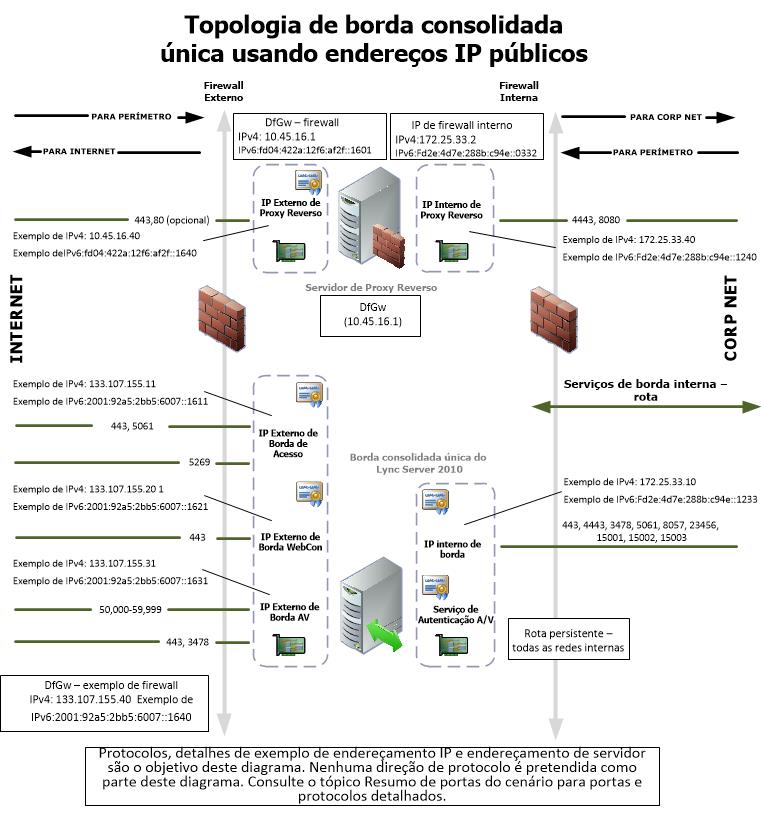 Topologia de borda consolidada
única usando endereços IP públicos
Firewall
Externo
Firewall
Interna
PARA PERÍMETRO
PARA INTERNET
DfGw – firewall
IPv4: 10.45.16.1
IPv6:fd04:422a:12f6:af2f::1601
IP de firewall interno
IPv4:172.25.33.2
IPv6:Fd2e:4d7e:288b:c94e::0332
PARA CORP NET
PARA PERÍMETRO
IP Externo de
Proxy Reverso
IP Interno de
Proxy Reverso
443,80 (opcional)
Exemplo de IPv4: 10.45.16.40
Exemplo deIPv6:fd04:422a:12f6:af2f::1640
4443, 8080
Exemplo de IPv4: 172.25.33.40
Exemplo de IPv6:Fd2e:4d7e:288b:c94e::1240
Servidor de Proxy Reverso
DfGw
(10.45.16.1)
INTERNET
CORP NET
Exemplo de IPv4: 133.107.155.11
Exemplo de IPv6:2001:92a5:2bb5:6007::1611
443, 5061
5269
IP Externo de
Borda de
Acesso
Serviços de borda interna –
rota
Borda consolidada única do
Lync Server 2010
Exemplo de IPv4: 133.107.155.20 1
Exemplo de IPv6:2001:92a5:2bb5:6007::1621
443
IP Externo de
Borda WebCon
Exemplo de IPv4: 172.25.33.10
Exemplo de IPv6:Fd2e:4d7e:288b:c94e::1233
443, 4443, 3478, 5061, 8057, 23456,
15001, 15002, 15003
IP interno de
borda
Exemplo de IPv4: 133.107.155.31
Exemplo de IPv6:2001:92a5:2bb5:6007::1631
50,000-59,999
443, 3478
IP Externo de
Borda AV
Serviço de
Autenticação A/V
Rota persistente –
todas as redes internas
DfGw – exemplo de firewall
IPv4: 133.107.155.40 Exemplo de
IPv6:2001:92a5:2bb5:6007::1640
Protocolos, detalhes de exemplo de endereçamento IP e endereçamento de servidor
são o objetivo deste diagrama. Nenhuma direção de protocolo é pretendida como
parte deste diagrama. Consulte o tópico Resumo de portas do cenário para portas e
protocolos detalhados.